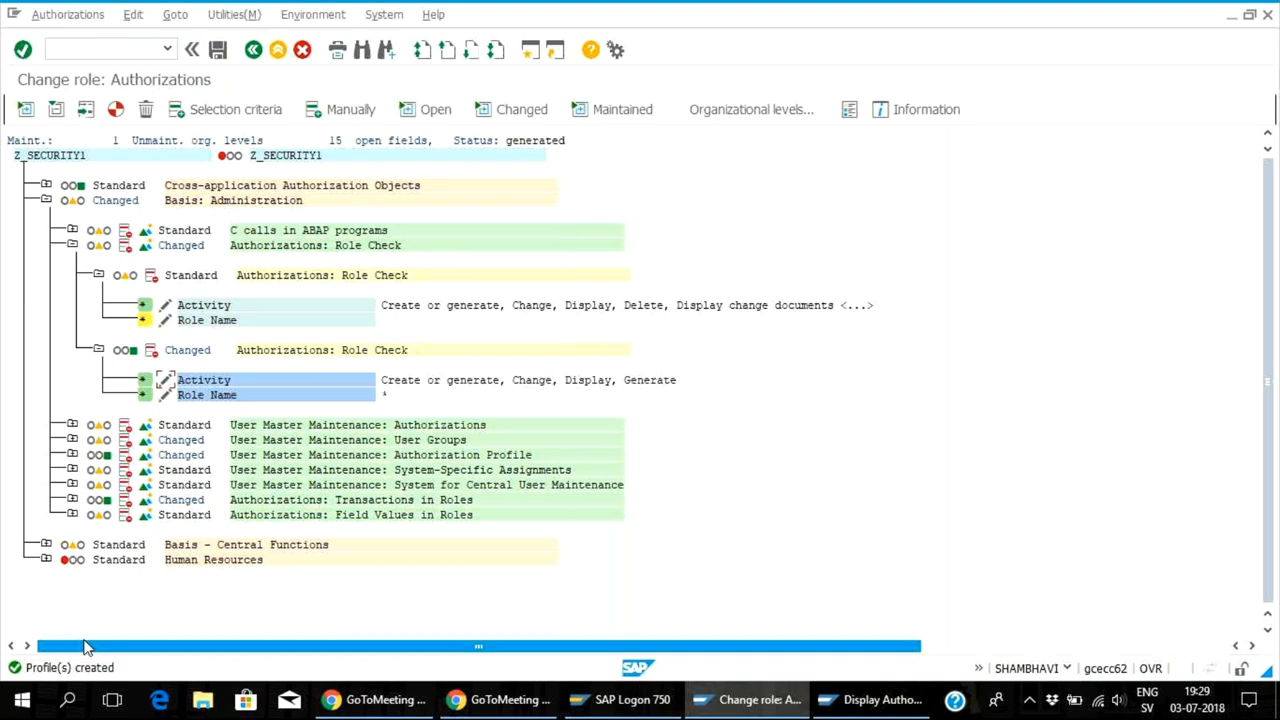 Authorizations Edit Goto Utilities(M) Environment System Help
Change role: Authorizations
Selection criteria Manually Open Changed Maintained Organizational levels... Information
Maint.: 1 Unmaint. org. levels 15 open fields, Status: generated
Z_SECURITY1 Z_SECURITY1
Standard Cross-application Authorization Objects
Changed Basis: Administration
Standard C calls in ABAP programs
Changed Authorizations: Role Check
Standard Authorizations: Role Check
* Activity Create or generate, Change, Display, Delete, Display change documents <...>
* Role Name
Changed Authorizations: Role Check
* Activity Create or generate, Change, Display, Generate
* Role Name *
Standard User Master Maintenance: Authorizations
Changed User Master Maintenance: User Groups
Changed User Master Maintenance: Authorization Profile
Standard User Master Maintenance: System-Specific Assignments
Standard User Master Maintenance: System for Central User Maintenance
Changed Authorizations: Transactions in Roles
Standard Authorizations: Field Values in Roles
Standard Basis - Central Functions
Standard Human Resources
Profile(s) created SAP » SHAMBHAVI gcecc62 OVR
GoToMeeting ... GoToMeeting ... SAP Logon 750 Change role: A... Display Autho... ENG 19:29
SV 03-07-2018